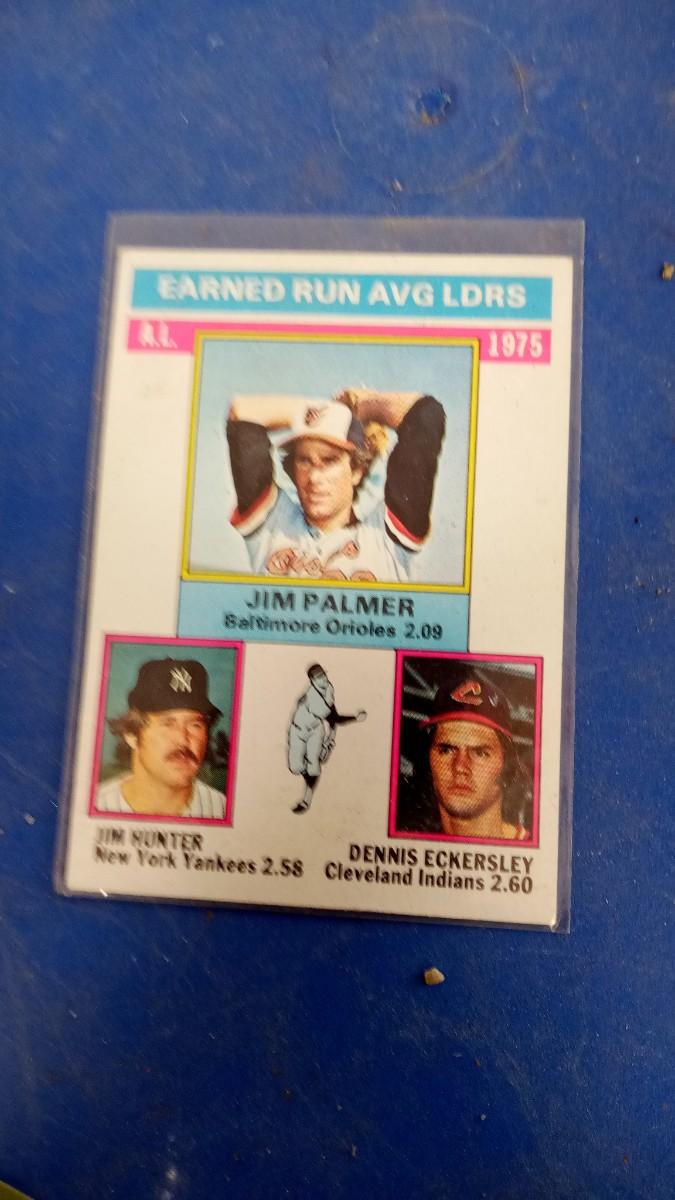 EARNED RUN AVG LDRS
A.L. 1975
JIM PALMER
Baltimore Orioles 2.09
NY
C
JIM HUNTER
New York Yankees 2.58
DENNIS ECKERSLEY
Cleveland Indians 2.60